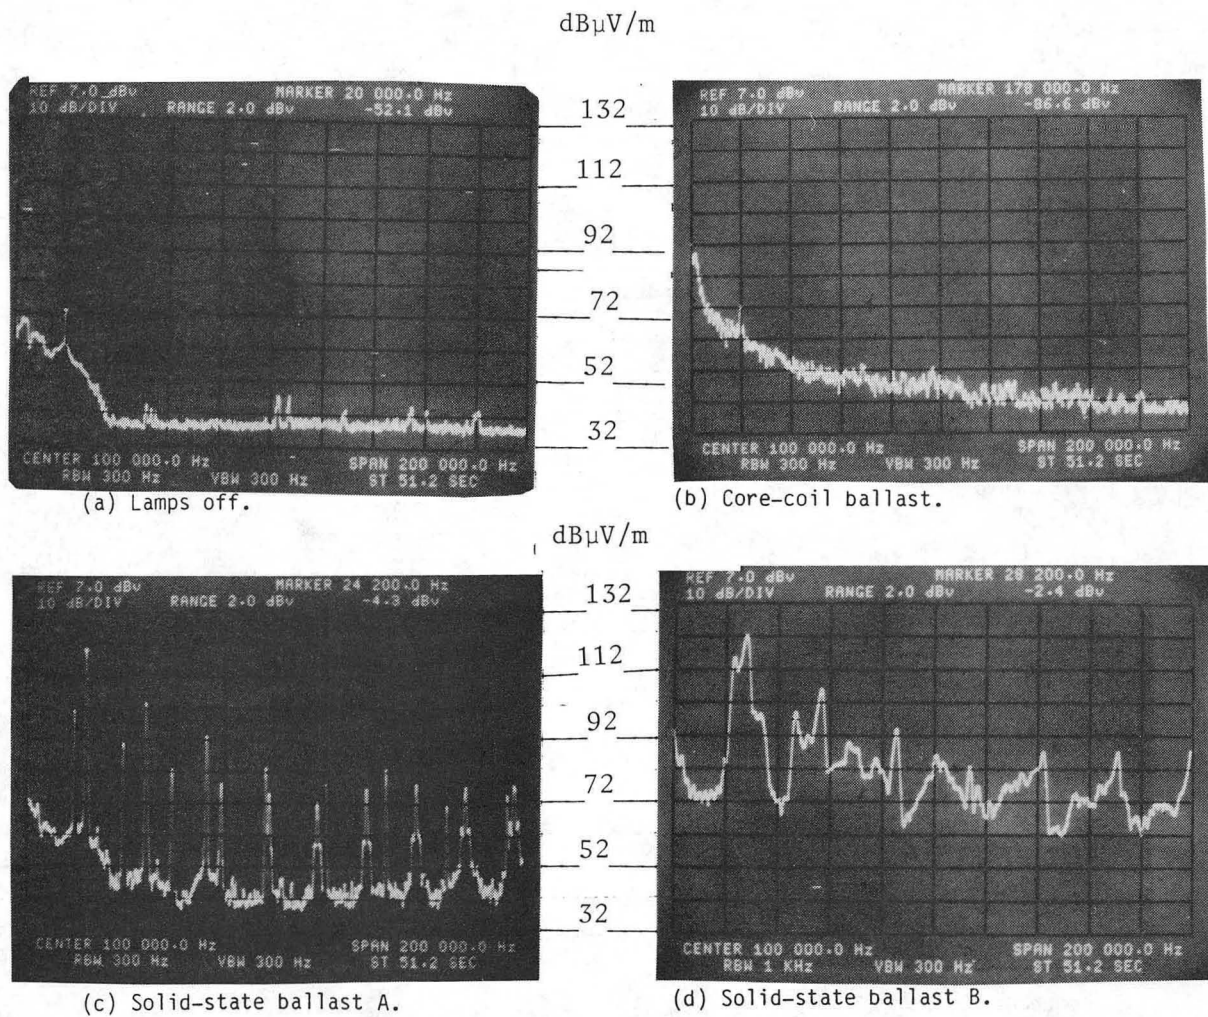 dBµV/m
REF 7.0 dBv MARKER 20 000.0 Hz
10 dB/DIV RANGE 2.0 dBv -52.1 dBv
CENTER 100 000.0 Hz SPAN 200 000.0 Hz
RBW 300 Hz VBW 300 Hz ST 51.2 SEC
(a) Lamps off.
132
112
92
72
52
32
REF 7.0 dBv MARKER 178 000.0 Hz
10 dB/DIV RANGE 2.0 dBv -86.6 dBv
CENTER 100 000.0 Hz SPAN 200 000.0 Hz
RBW 300 Hz VBW 300 Hz ST 51.2 SEC
(b) Core-coil ballast.
dBµV/m
REF 7.0 dBv MARKER 24 200.0 Hz
10 dB/DIV RANGE 2.0 dBv -4.3 dBv
CENTER 100 000.0 Hz SPAN 200 000.0 Hz
RBW 300 Hz VBW 300 Hz ST 51.2 SEC
(c) Solid-state ballast A.
132
112
92
72
52
32
REF 7.0 dBv MARKER 28 200.0 Hz
10 dB/DIV RANGE 2.0 dBv -2.4 dBv
CENTER 100 000.0 Hz SPAN 200 000.0 Hz
RBW 1 KHz VBW 300 Hz ST 51.2 SEC
(d) Solid-state ballast B.